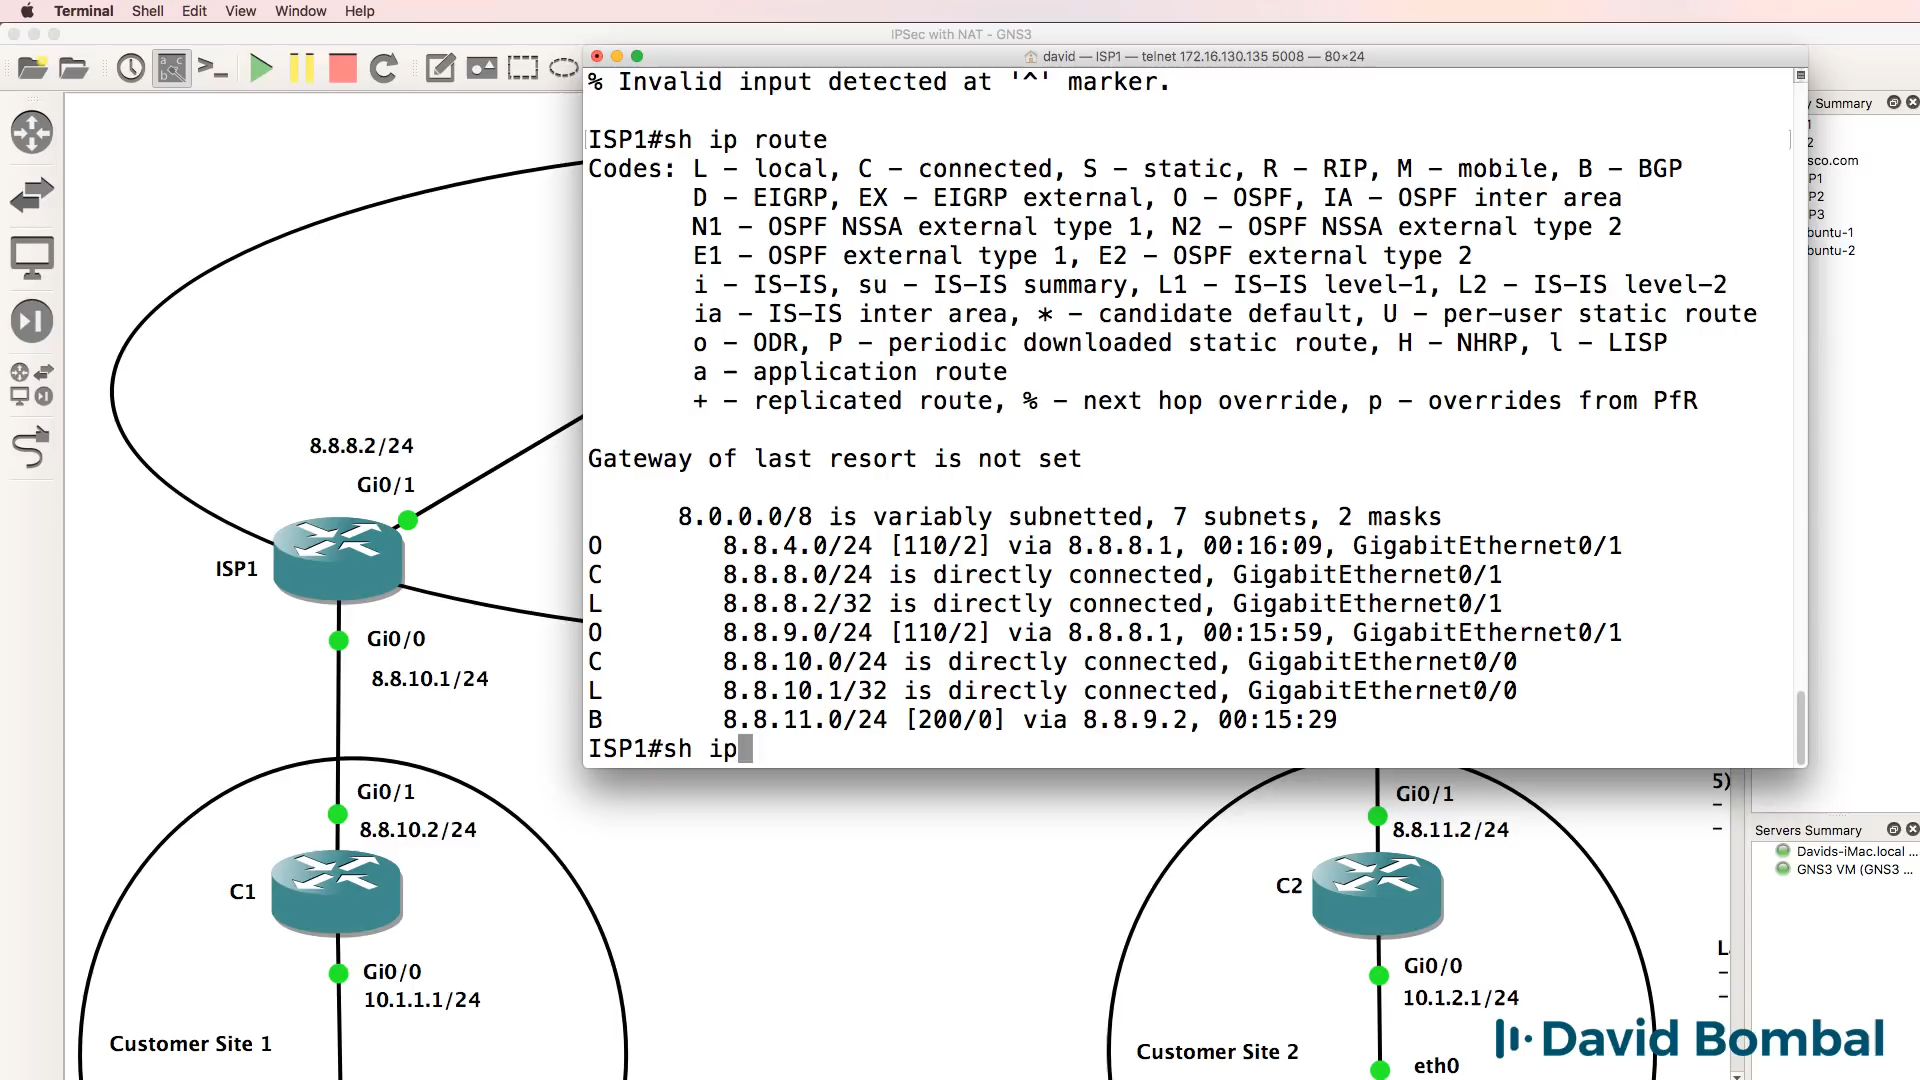 Terminal Shell Edit View Window Help
IPSec with NAT - GNS3
david — ISP1 — telnet 172.16.130.135 5008 — 80×24
% Invalid input detected at '^' marker.
ISP1#sh ip route
Codes: L - local, C - connected, S - static, R - RIP, M - mobile, B - BGP
D - EIGRP, EX - EIGRP external, O - OSPF, IA - OSPF inter area
N1 - OSPF NSSA external type 1, N2 - OSPF NSSA external type 2
E1 - OSPF external type 1, E2 - OSPF external type 2
i - IS-IS, su - IS-IS summary, L1 - IS-IS level-1, L2 - IS-IS level-2
ia - IS-IS inter area, * - candidate default, U - per-user static route
o - ODR, P - periodic downloaded static route, H - NHRP, l - LISP
a - application route
+ - replicated route, % - next hop override, p - overrides from PfR
Gateway of last resort is not set
8.0.0.0/8 is variably subnetted, 7 subnets, 2 masks
O 8.8.4.0/24 [110/2] via 8.8.8.1, 00:16:09, GigabitEthernet0/1
C 8.8.8.0/24 is directly connected, GigabitEthernet0/1
L 8.8.8.2/32 is directly connected, GigabitEthernet0/1
O 8.8.9.0/24 [110/2] via 8.8.8.1, 00:15:59, GigabitEthernet0/1
C 8.8.10.0/24 is directly connected, GigabitEthernet0/0
L 8.8.10.1/32 is directly connected, GigabitEthernet0/0
B 8.8.11.0/24 [200/0] via 8.8.9.2, 00:15:29
ISP1#sh ip
y Summary
1
2
sco.com
P1
P2
P3
buntu-1
buntu-2
8.8.8.2/24
Gi0/1
ISP1
Gi0/0
8.8.10.1/24
Gi0/1
8.8.10.2/24
C1
Gi0/0
10.1.1.1/24
Customer Site 1
Gi0/1
8.8.11.2/24
C2
Gi0/0
10.1.2.1/24
Customer Site 2
eth0
5)
Servers Summary
Davids-iMac.local ...
GNS3 VM (GNS3 ...
David Bombal